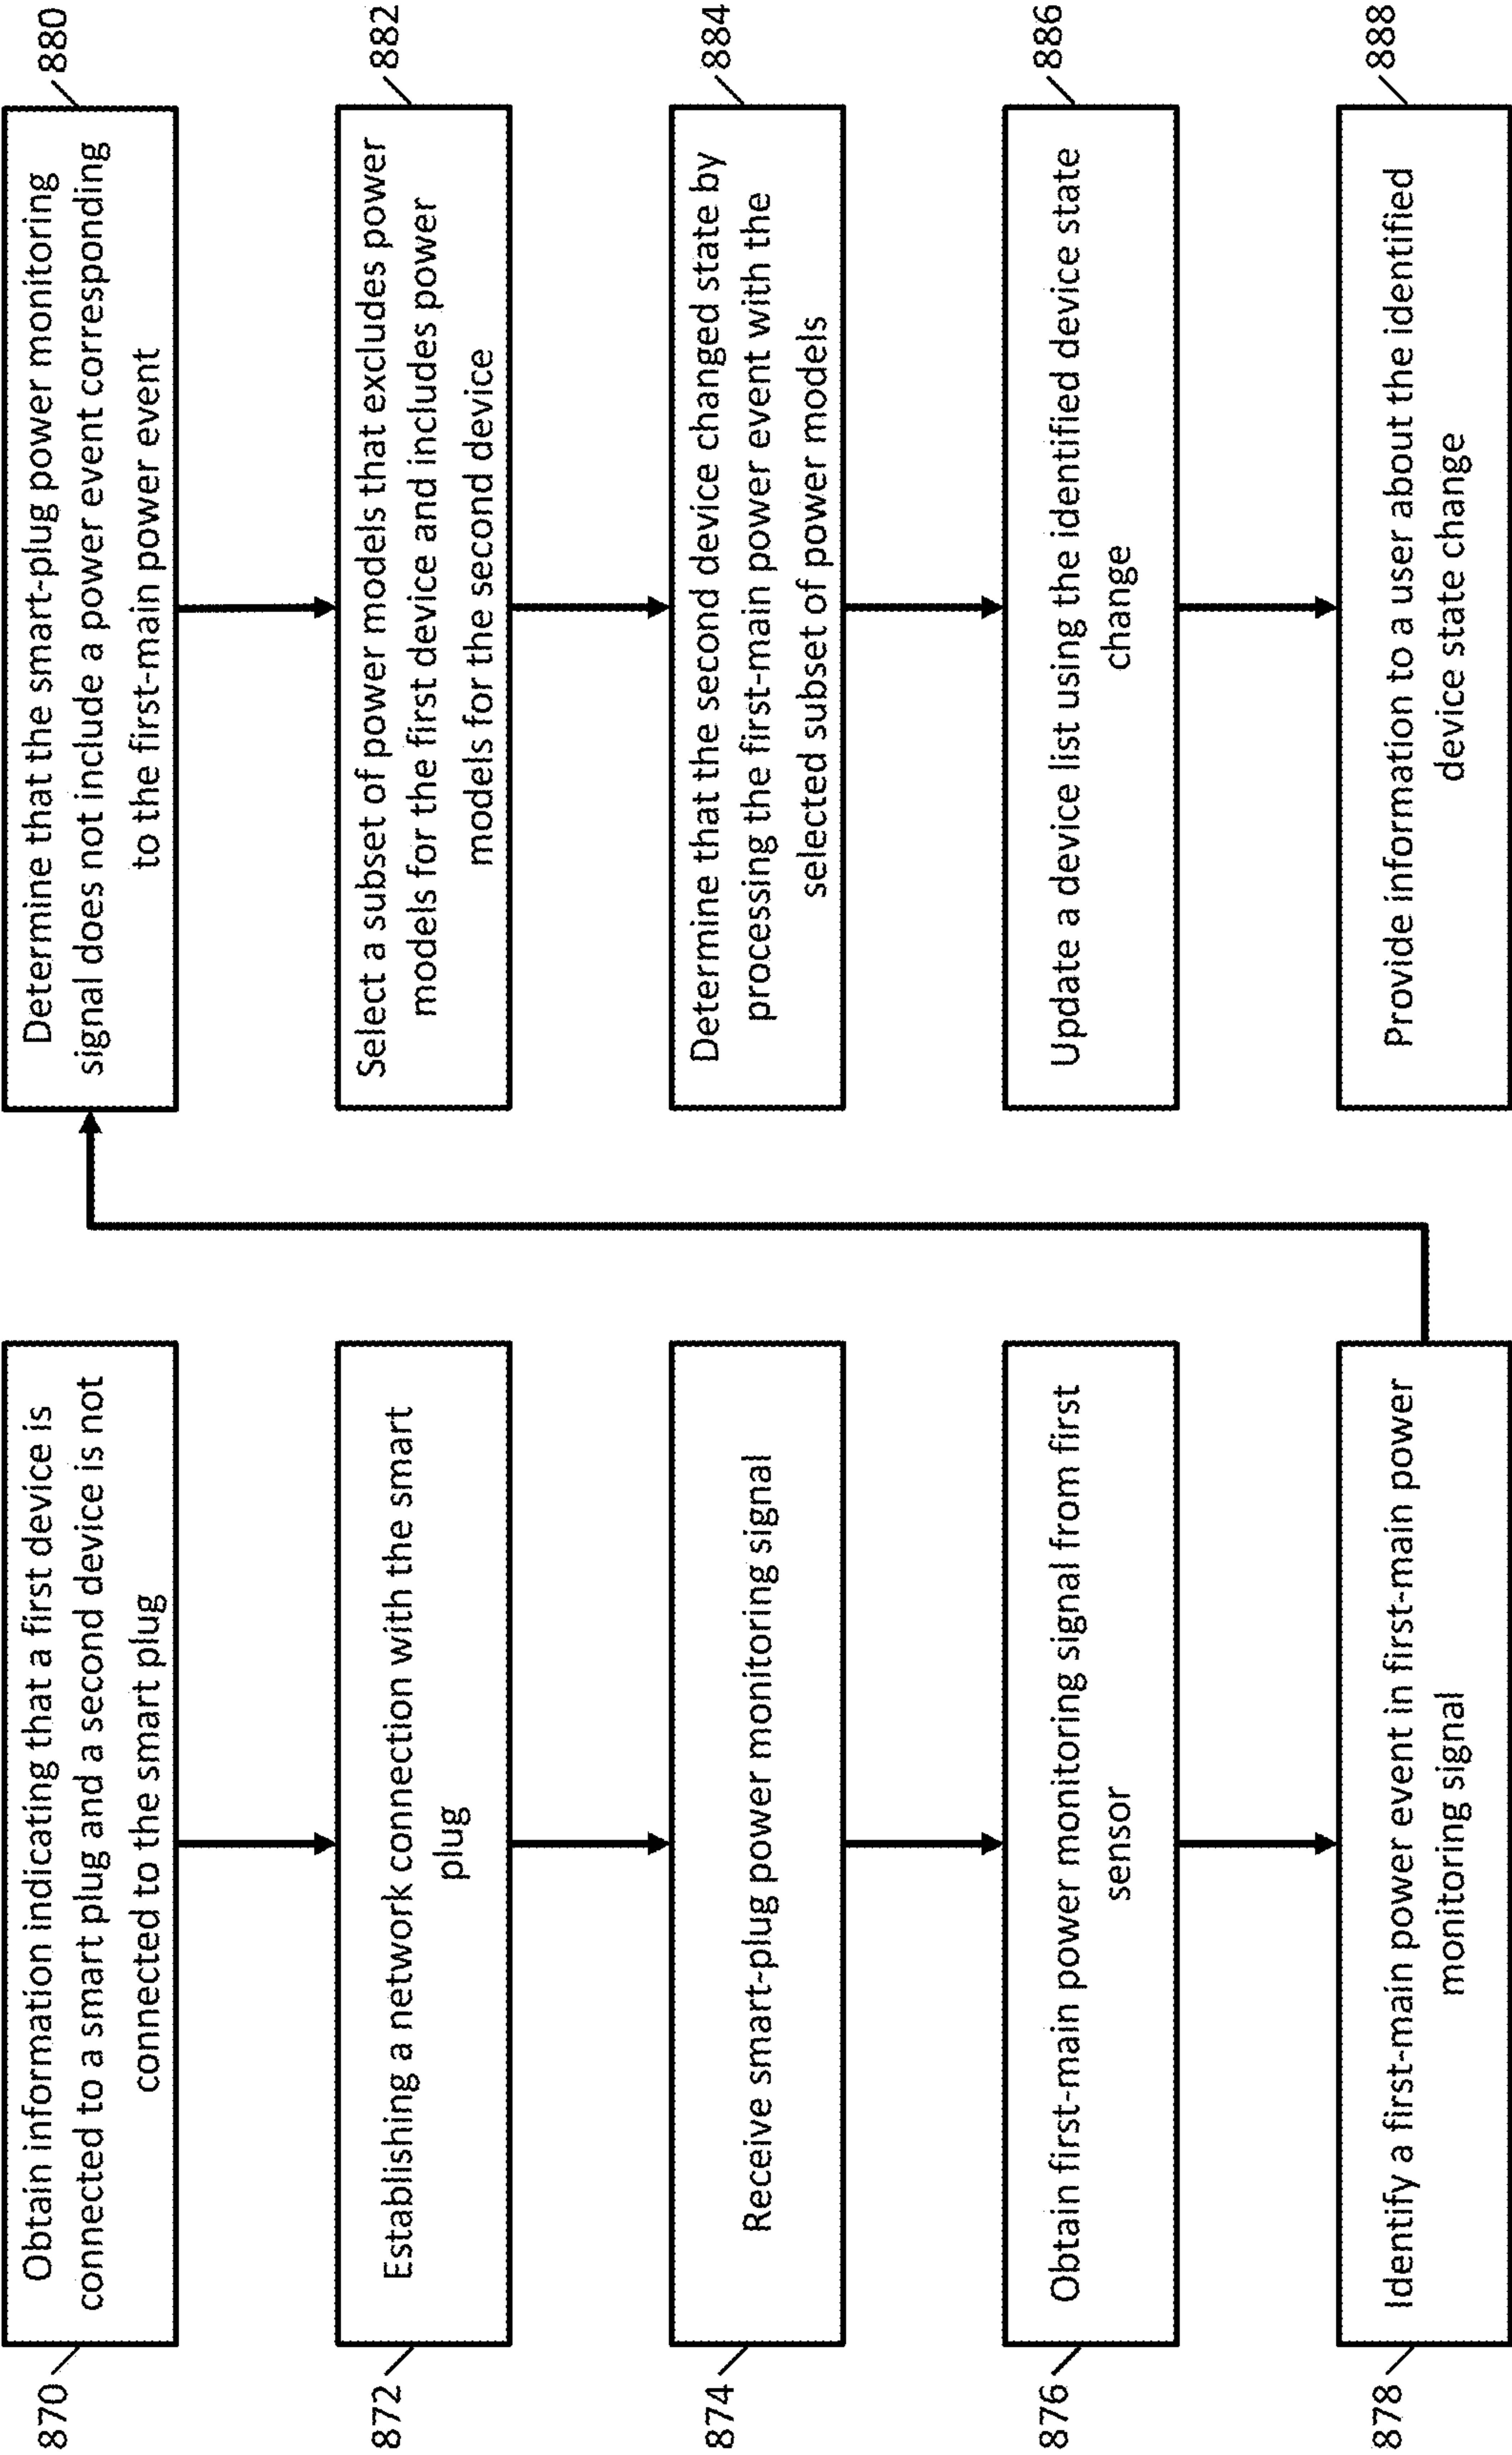 870
Obtain information indicating that a first device is
connected to a smart plug and a second device is not
connected to the smart plug
872
Establishing a network connection with the smart
plug
874
Receive smart-plug power monitoring signal
876
Obtain first-main power monitoring signal from first
sensor
878
Identify a first-main power event in first-main power
monitoring signal
880
Determine that the smart-plug power monitoring
signal does not include a power event corresponding
to the first-main power event
882
Select a subset of power models that excludes power
models for the first device and includes power
models for the second device
884
Determine that the second device changed state by
processing the first-main power event with the
selected subset of power models
886
Update a device list using the identified device state
change
888
Provide information to a user about the identified
device state change